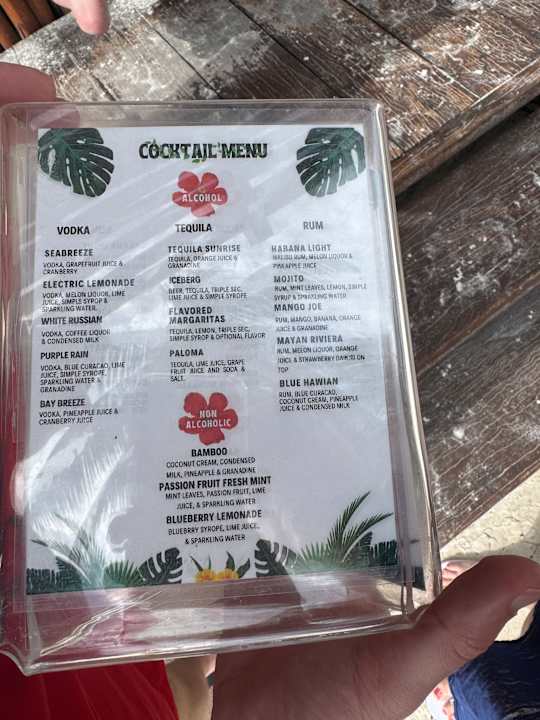 COCKTAIL MENU
ALCOHOL
VODKA
SEABREEZE
VODKA, GRAPEFRUIT JUICE &
CRANBERRY
ELECTRIC LEMONADE
VODKA, MELON LIQUOR, LIME
JUICE, SIMPLE SYROP &
SPARKLING WATER.
WHITE RUSSIAN
VODKA, COFFEE LIQUOR
& CONDENSED MILK
PURPLE RAIN
VODKA, BLUE CURACAO, LIME
JUICE, SIMPLE SYROPE,
SPARKLING WATER &
GRANADINE
BAY BREEZE
VODKA, PINEAPPLE JUICE &
CRANBERRY JUICE
TEQUILA
TEQUILA SUNRISE
TEQUILA, ORANGE JUICE &
GRANADINE
ICEBERG
BEER, TEQUILA, TRIPLE SEC,
LIME JUICE & SIMPLE SYROPE
FLAVORED
MARGARITAS
TEQUILA, LEMON, TRIPLE SEC,
SIMPLE SYROP & OPTIONAL FLAVOR
PALOMA
TEQUILA, LIME JUICE, GRAPE
FRUIT JUICE AND SODA &
SALT.
RUM
HABANA LIGHT
MALIBU RUM, MELON LIQUOR &
PINEAPPLE JUICE
MOJITO
RUM, MINT LEAVES, LEMON, SIMPLE
SYRUP & SPRAKLING WATER
MANGO JOE
RUM, MANGO, BANANA, ORANGE
JUICE & GRANADINE
MAYAN RIVIERA
RUM, MELON LIQUOR, ORANGE
JUICE & STRAWBERRY ON
TOP
BLUE HAWIAN
RUM, BLUE CURACAO,
COCONUT CREAM, PINEAPPLE
JUICE & CONDENSED MILK
NON
ALCOHOLIC
BAMBOO
COCONUT CREAM, CONDENSED
MILK, PINEAPPLE & GRANADINE
PASSION FRUIT FRESH MINT
MINT LEAVES, PASSION FRUIT, LIME
JUICE, & SPARKLING WATER
BLUEBERRY LEMONADE
BLUEBRRY SYROPE, LIME JUICE,
& SPARKLING WATER